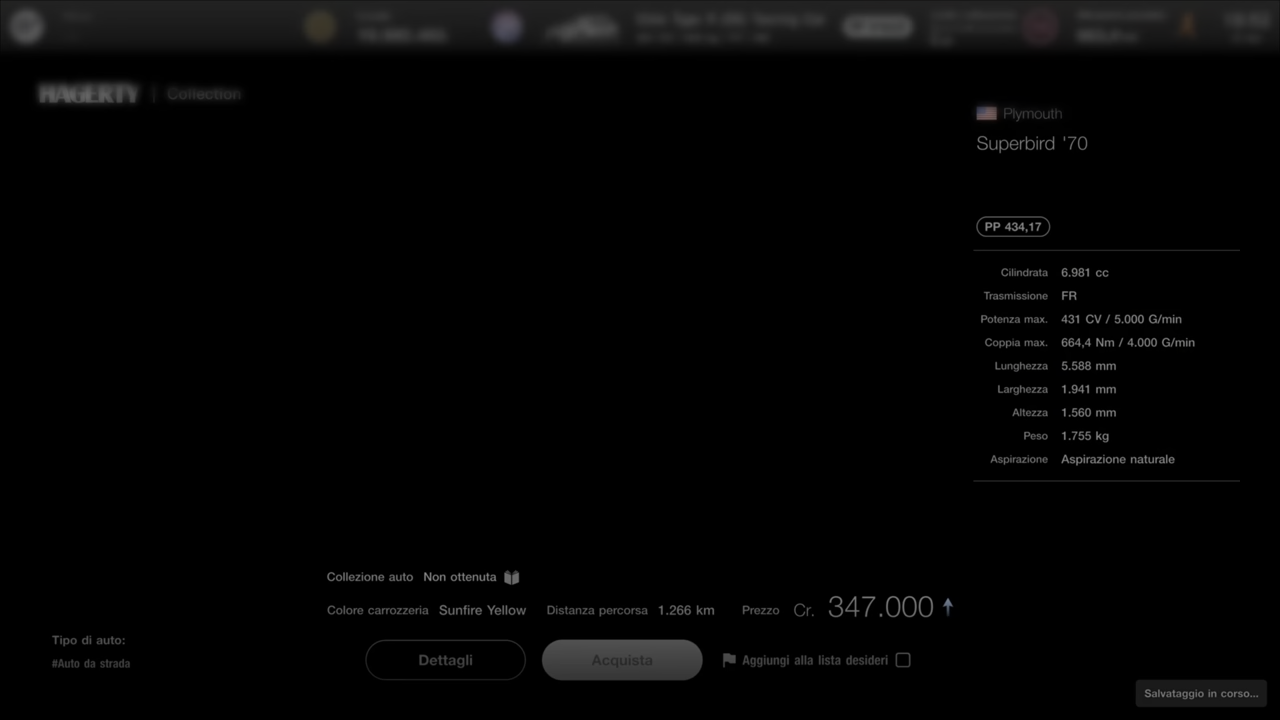 HAGERTY | Collection
Plymouth
Superbird '70
PP 434,17
Cilindrata 6.981 cc
Trasmissione FR
Potenza max. 431 CV / 5.000 G/min
Coppia max. 664,4 Nm / 4.000 G/min
Lunghezza 5.588 mm
Larghezza 1.941 mm
Altezza 1.560 mm
Peso 1.755 kg
Aspirazione Aspirazione naturale
Collezione auto Non ottenuta
Colore carrozzeria Sunfire Yellow Distanza percorsa 1.266 km Prezzo Cr. 347.000
Tipo di auto:
#Auto da strada
Dettagli Acquista Aggiungi alla lista desideri
Salvataggio in corso...